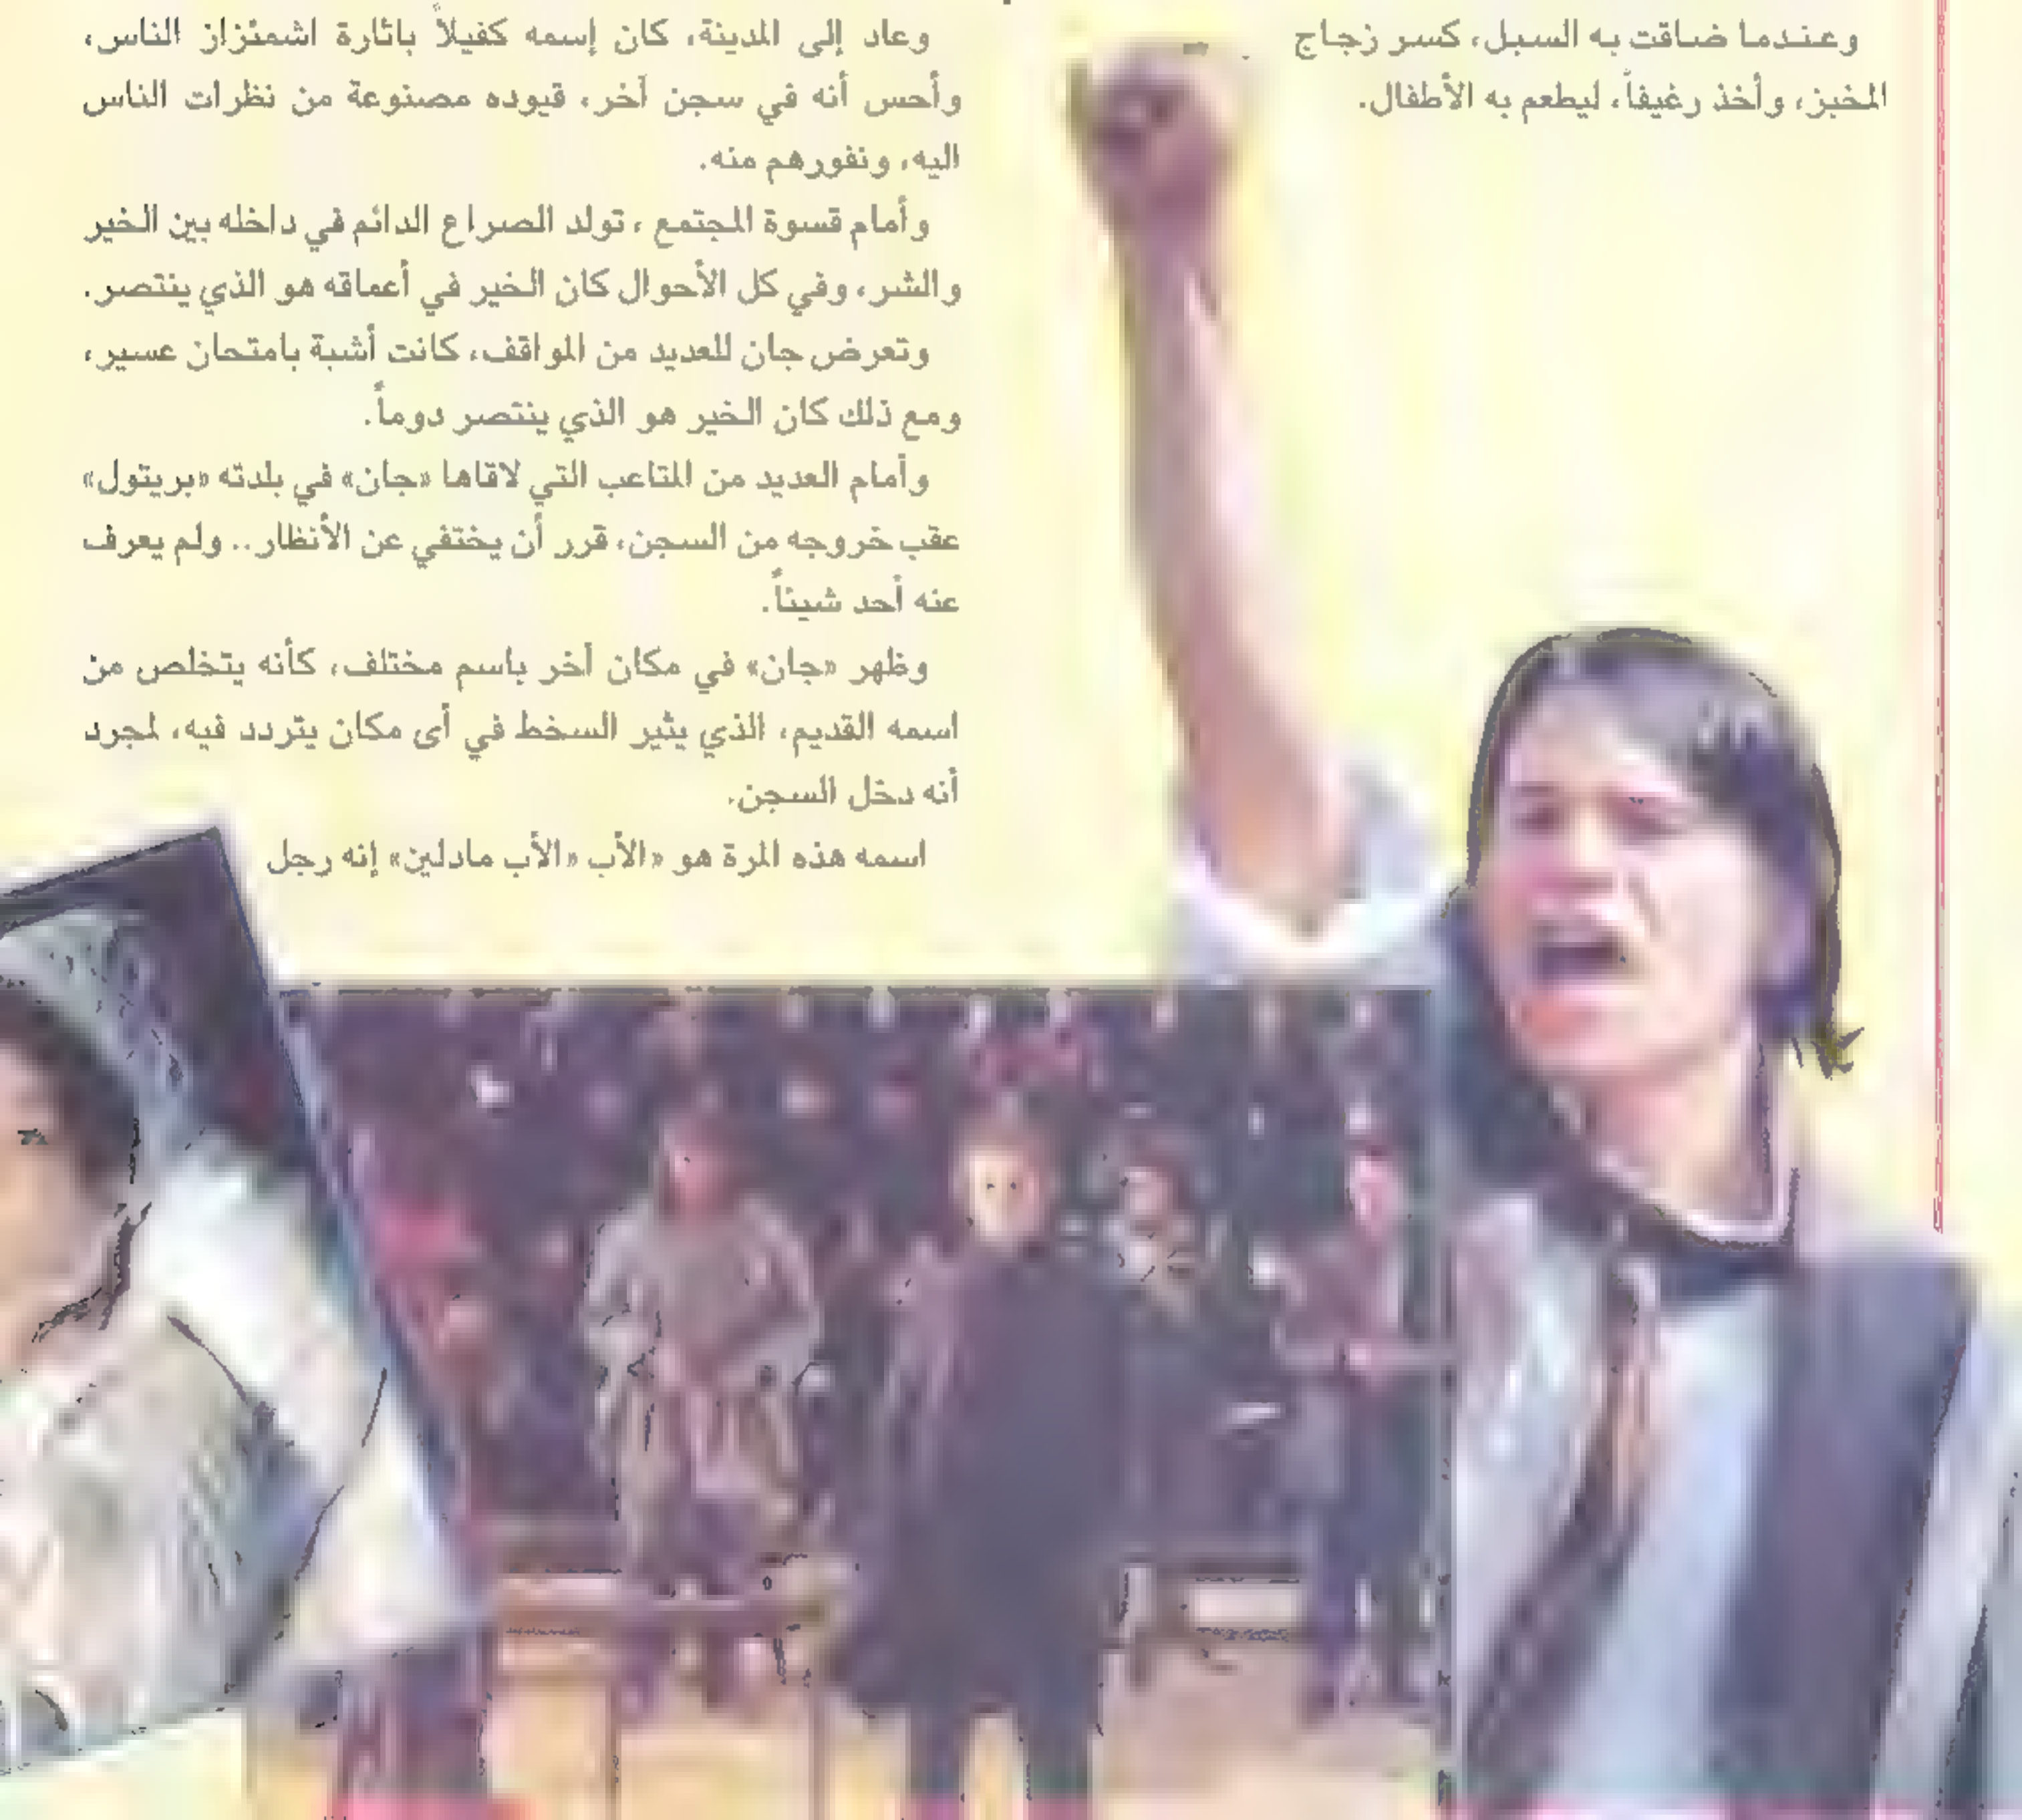 وعندما ضاقت به السبل، كسر زجاج
المخبز، وأخذ رغيفاً، ليطعم به الأطفال.
وعاد إلى المدينة، كان إسمه كفيلاً باثارة اشمئزاز الناس،
وأحس أنه في سجن آخر، قيوده مصنوعة من نظرات الناس
اليه، ونفورهم منه.
وأمام قسوة المجتمع ، تولد الصراع الدائم في داخله بين الخير
والشر، وفي كل الأحوال كان الخير في أعماقه هو الذي ينتصر.
وتعرض جان للعديد من المواقف، كانت أشبة بامتحان عسير،
ومع ذلك كان الخير هو الذي ينتصر دوماً.
وأمام العديد من المتاعب التي لاقاها «جان» في بلدته «بريتول»
عقب خروجه من السجن، قرر أن يختفي عن الأنظار.. ولم يعرف
عنه أحد شيئاً.
وظهر «جان» في مكان آخر باسم مختلف، كأنه يتخلص من
اسمه القديم، الذي يثير السخط في أى مكان يتردد فيه، لمجرد
أنه دخل السجن.
اسمه هذه المرة هو «الأب «الأب مادلين» إنه رجل